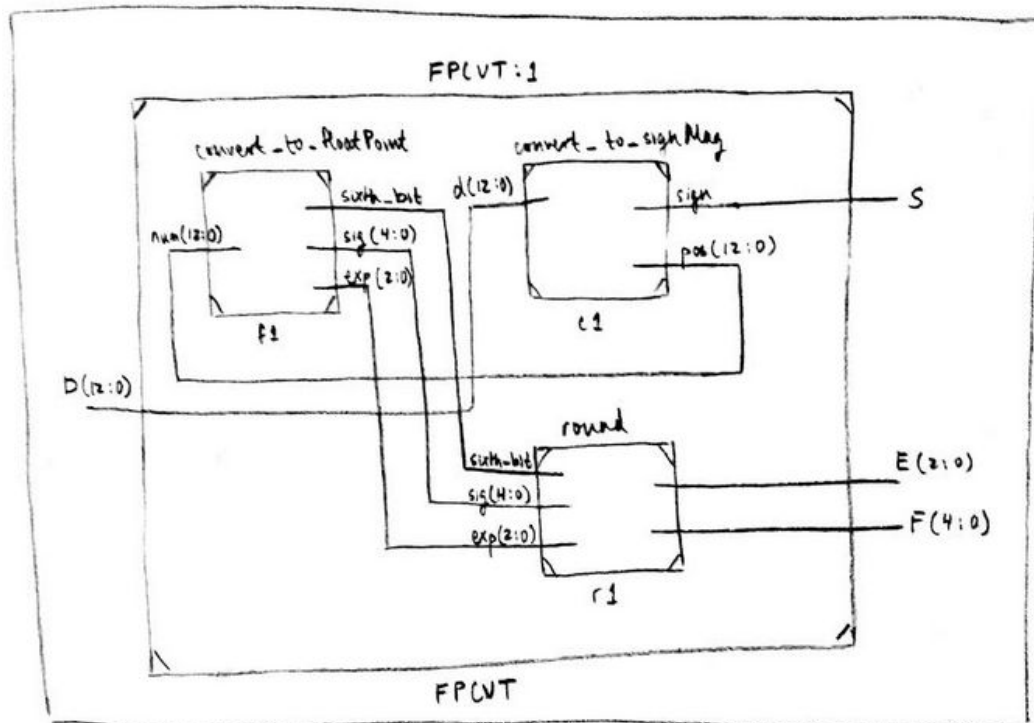 FPCVT:1
convert_to_floatPoint
convert_to_signMag
sixth_bit
d(12:0)
sign
S
num(12:0)
sig(4:0)
pos(12:0)
exp(2:0)
f1
c1
D(12:0)
round
sixth_bit
E(2:0)
sig(4:0)
F(4:0)
exp(2:0)
r1
FPCVT